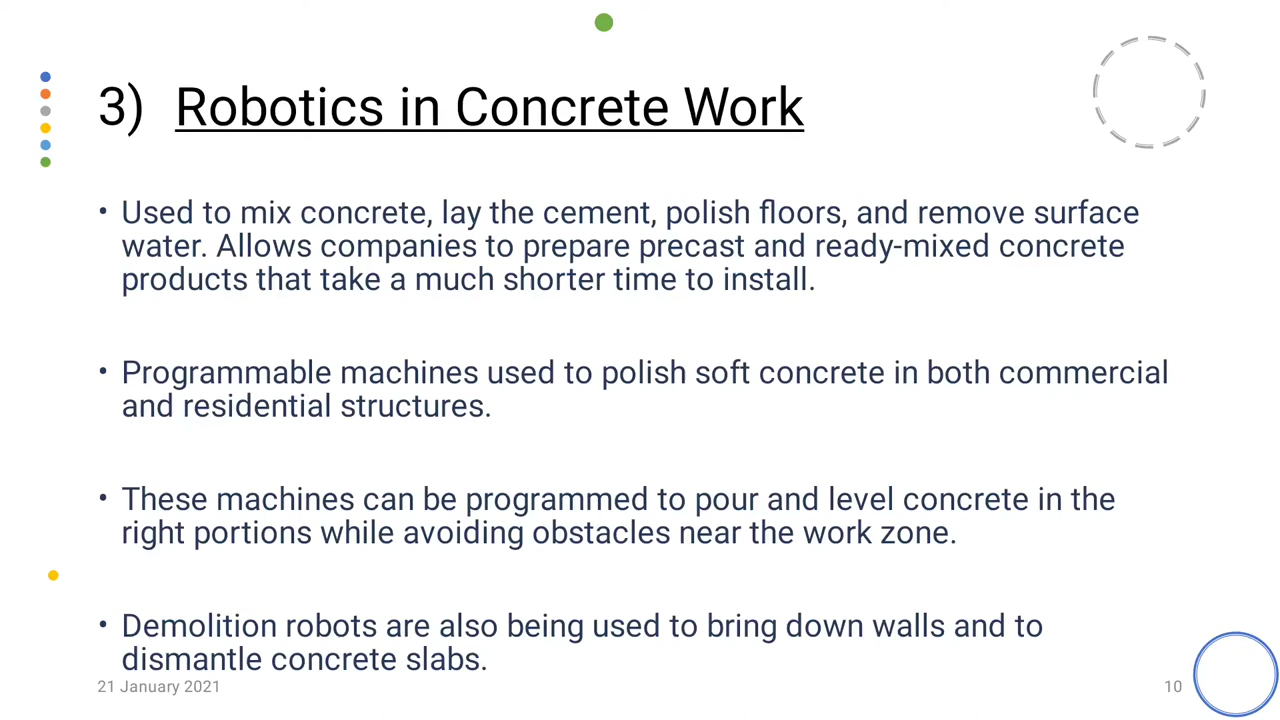 3) Robotics in Concrete Work
• Used to mix concrete, lay the cement, polish floors, and remove surface
water. Allows companies to prepare precast and ready-mixed concrete
products that take a much shorter time to install.
• Programmable machines used to polish soft concrete in both commercial
and residential structures.
• These machines can be programmed to pour and level concrete in the
right portions while avoiding obstacles near the work zone.
• Demolition robots are also being used to bring down walls and to
dismantle concrete slabs.
21 January 2021
10